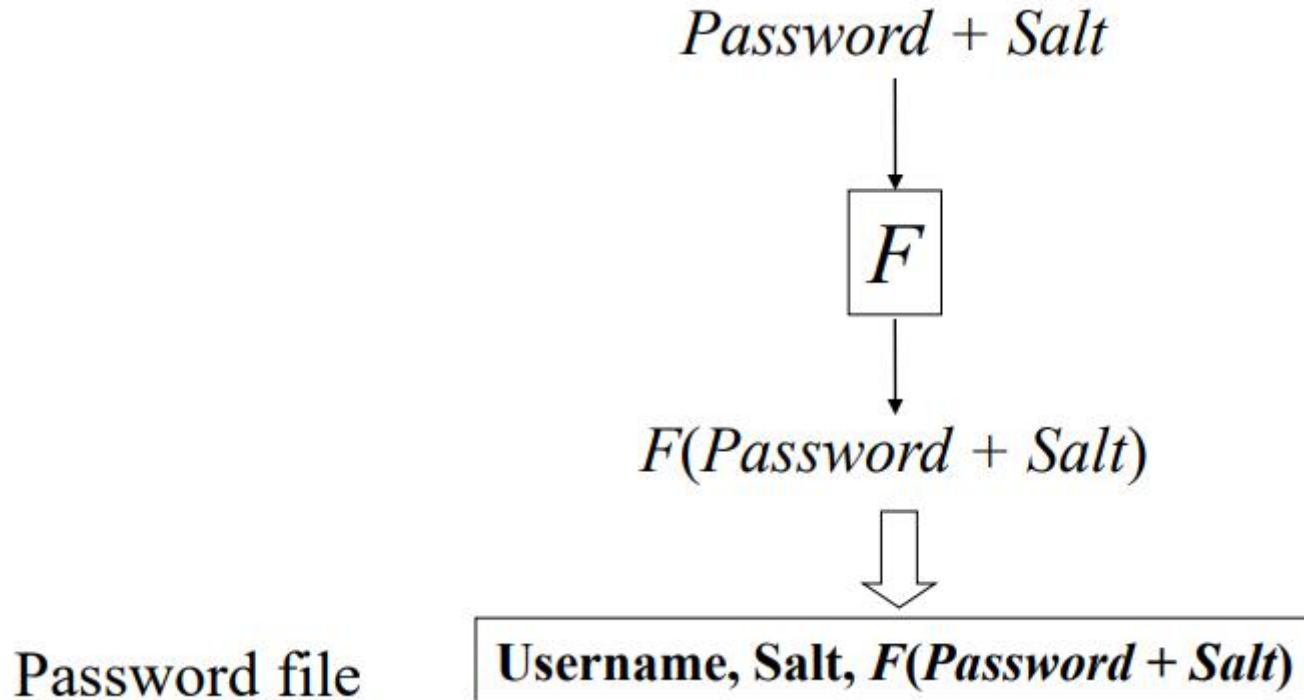 Password + Salt
F
F(Password + Salt)
Password file
Username, Salt, F(Password + Salt)